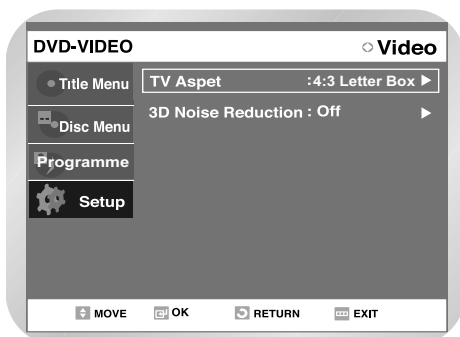 DVD-VIDEO Video
Title Menu
TV Aspet :4:3 Letter Box
Disc Menu
3D Noise Reduction : Off
Programme
Setup
MOVE OK RETURN EXIT